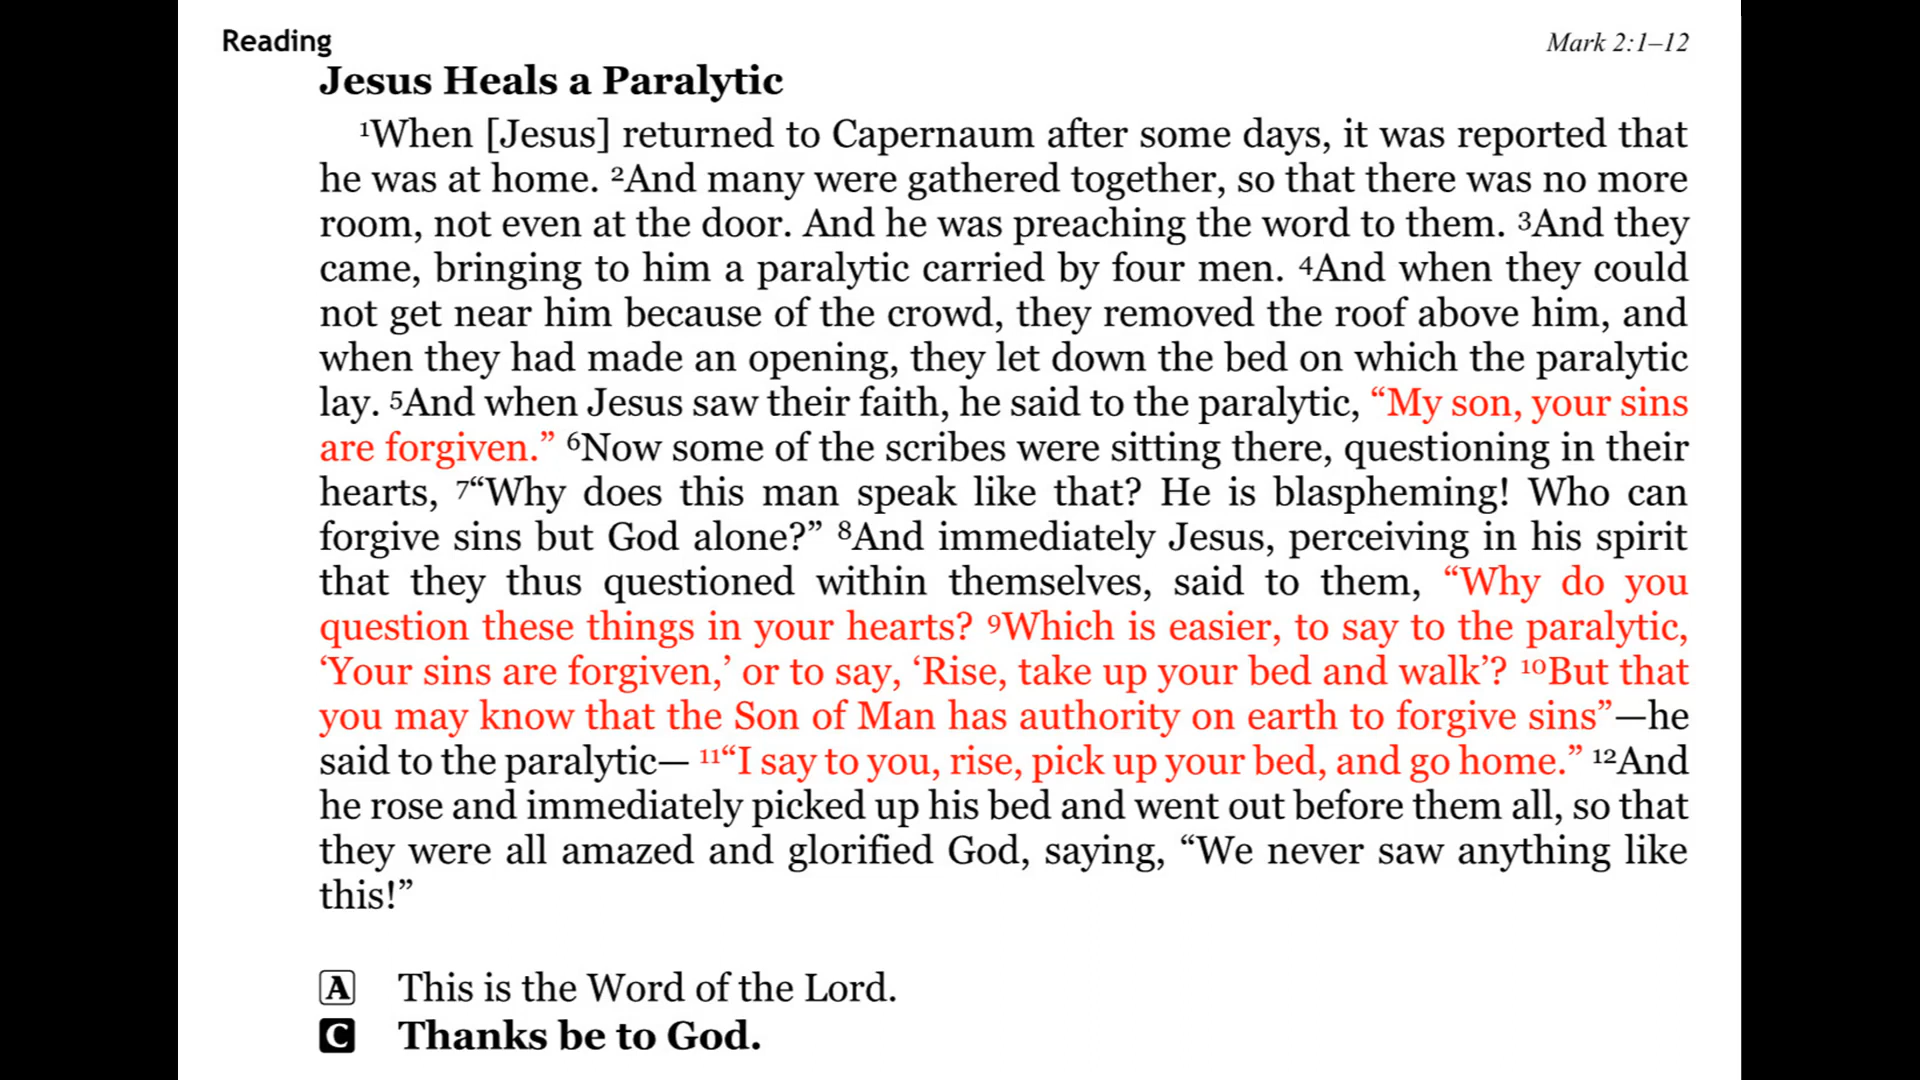 Reading
Mark 2:1–12
Jesus Heals a Paralytic
¹When [Jesus] returned to Capernaum after some days, it was reported that
he was at home. ²And many were gathered together, so that there was no more
room, not even at the door. And he was preaching the word to them. ³And they
came, bringing to him a paralytic carried by four men. ⁴And when they could
not get near him because of the crowd, they removed the roof above him, and
when they had made an opening, they let down the bed on which the paralytic
lay. ⁵And when Jesus saw their faith, he said to the paralytic, “My son, your sins
are forgiven.” ⁶Now some of the scribes were sitting there, questioning in their
hearts, ⁷“Why does this man speak like that? He is blaspheming! Who can
forgive sins but God alone?” ⁸And immediately Jesus, perceiving in his spirit
that they thus questioned within themselves, said to them, “Why do you
question these things in your hearts? ⁹Which is easier, to say to the paralytic,
‘Your sins are forgiven,’ or to say, ‘Rise, take up your bed and walk’? ¹⁰But that
you may know that the Son of Man has authority on earth to forgive sins”—he
said to the paralytic— ¹¹“I say to you, rise, pick up your bed, and go home.” ¹²And
he rose and immediately picked up his bed and went out before them all, so that
they were all amazed and glorified God, saying, “We never saw anything like
this!”
A This is the Word of the Lord.
C Thanks be to God.